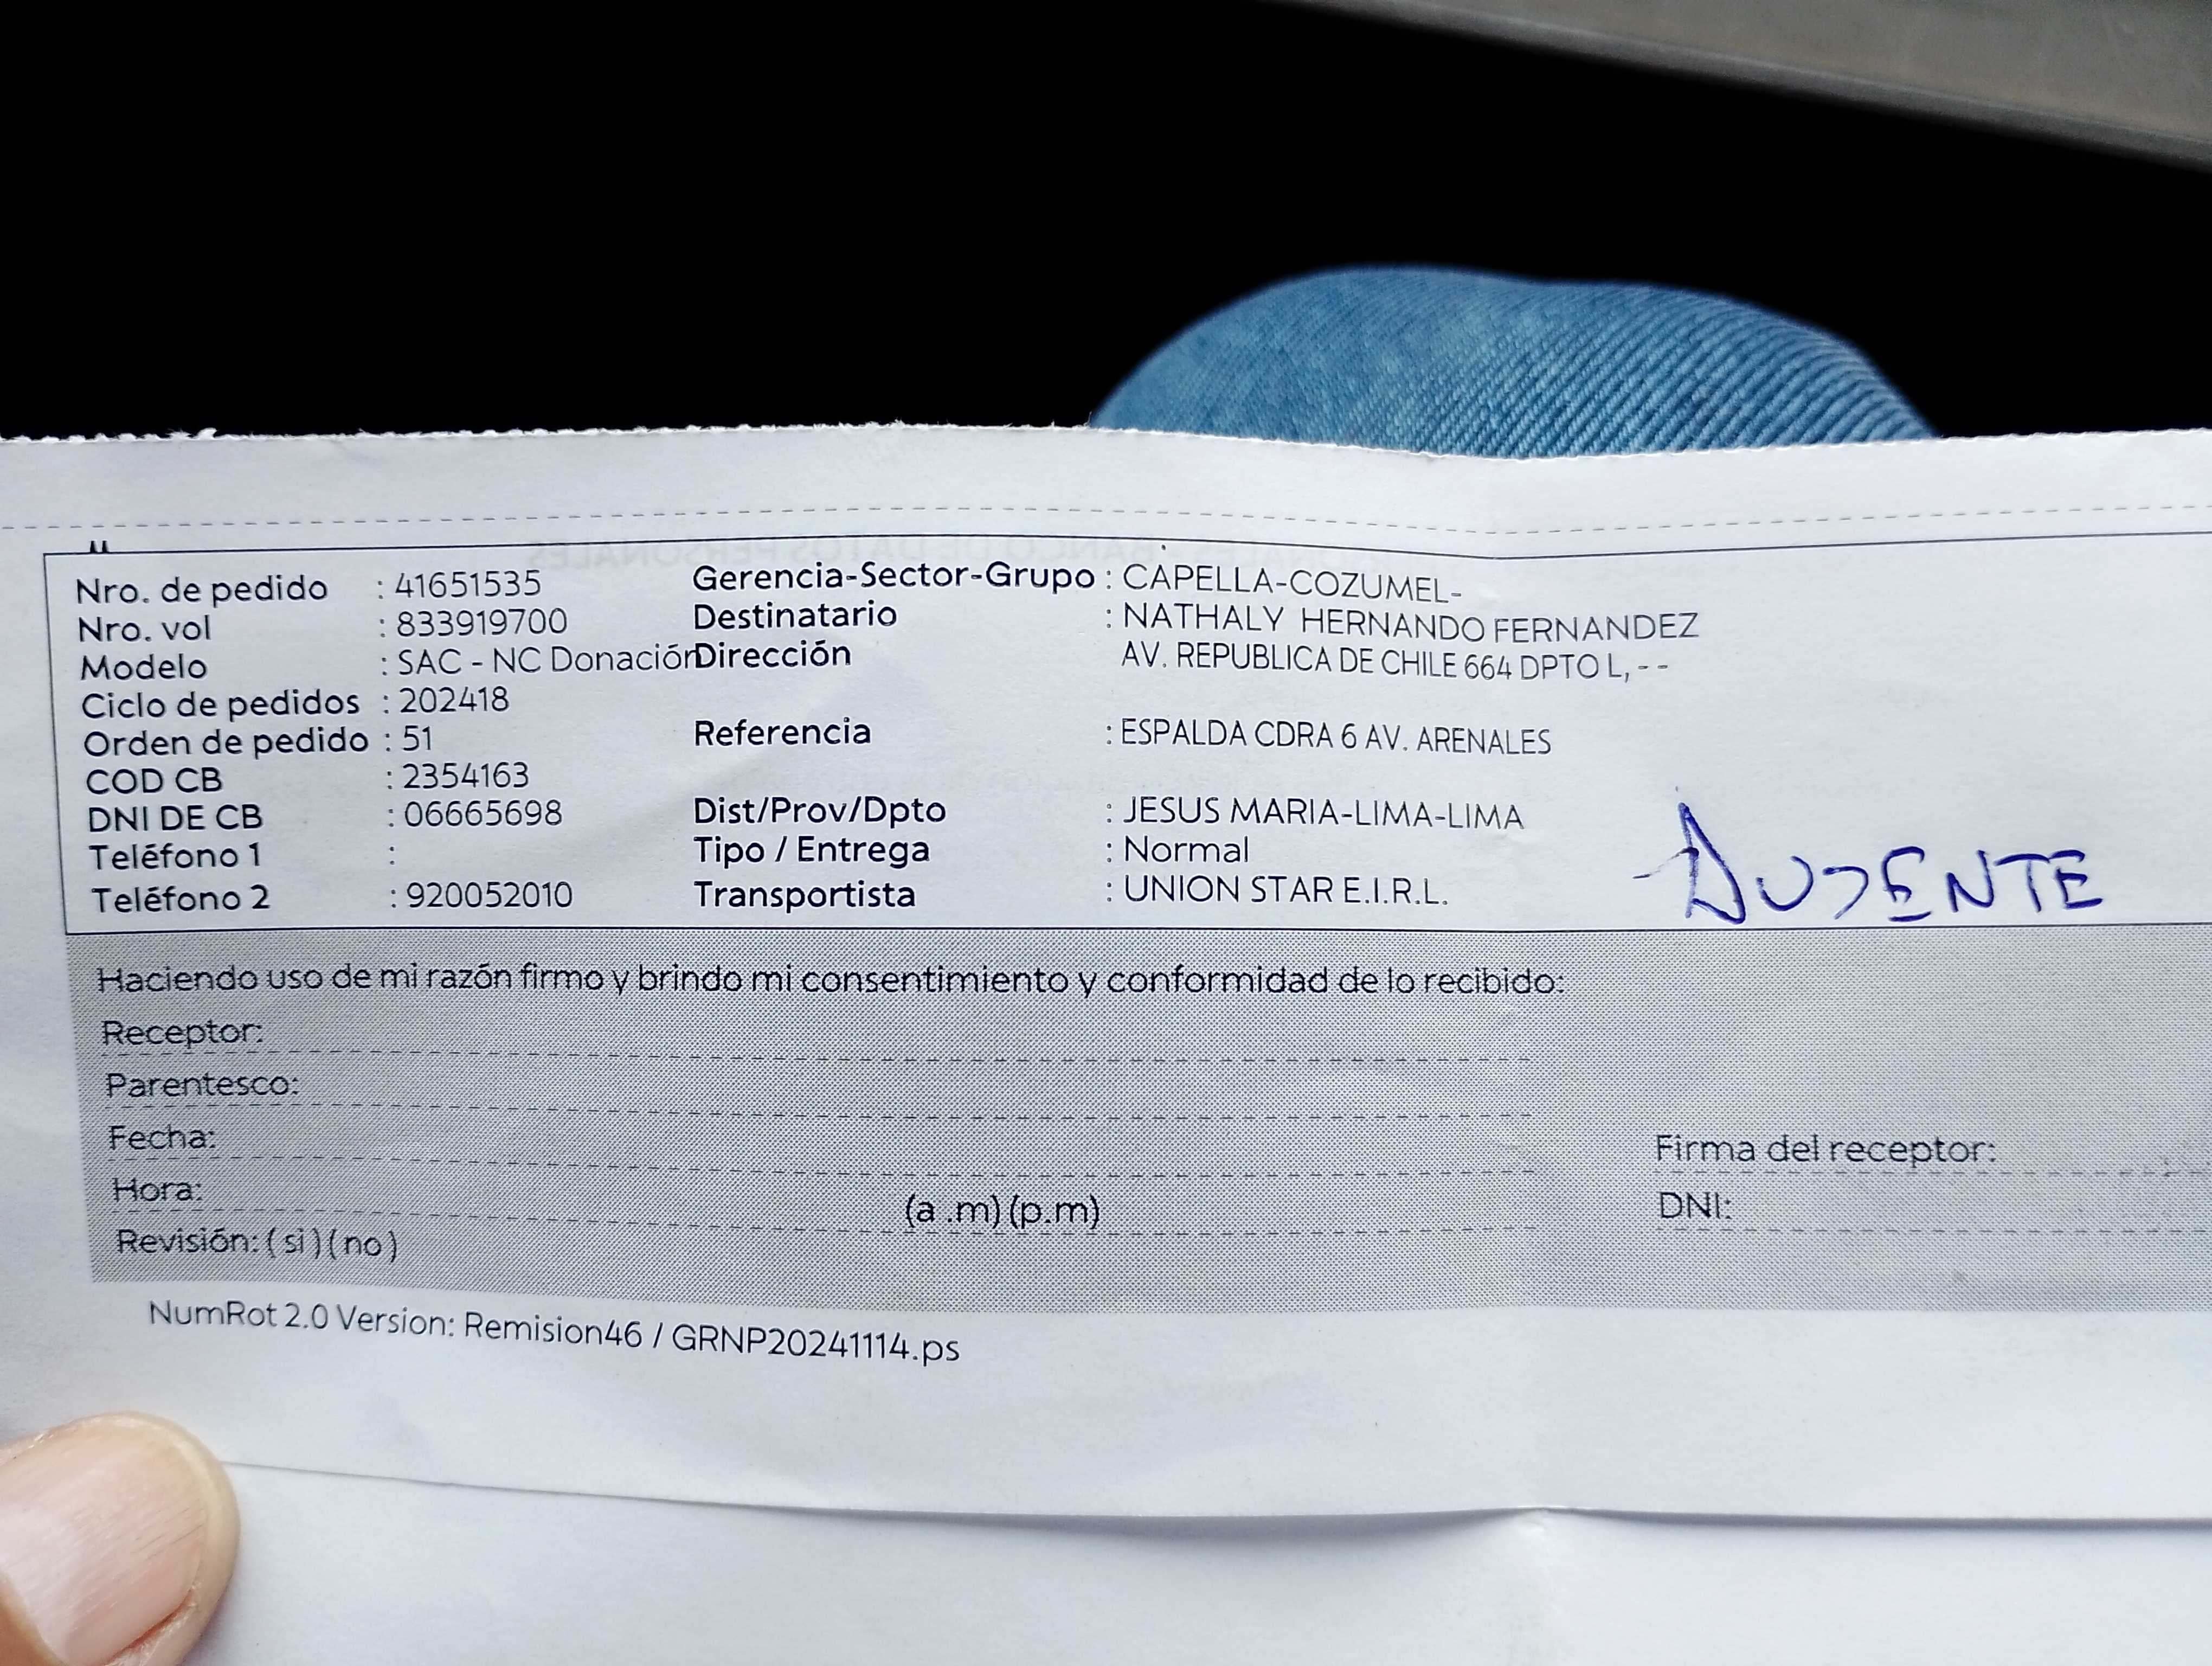 Nro. de pedido : 41651535 Gerencia-Sector-Grupo : CAPELLA-COZUMEL-
Nro. vol : 833919700 Destinatario : NATHALY HERNANDO FERNANDEZ
Modelo : SAC - NC Donación Dirección AV. REPUBLICA DE CHILE 664 DPTO L, - -
Ciclo de pedidos : 202418
Orden de pedido : 51 Referencia : ESPALDA CDRA 6 AV. ARENALES
COD CB : 2354163
DNI DE CB : 06665698 Dist/Prov/Dpto : JESUS MARIA-LIMA-LIMA
Teléfono 1 : Tipo / Entrega : Normal
Teléfono 2 : 920052010 Transportista : UNION STAR E.I.R.L.
AUSENTE
Haciendo uso de mi razón firmo y brindo mi consentimiento y conformidad de lo recibido:
Receptor:
Parentesco:
Fecha: Firma del receptor:
Hora: (a .m) (p.m) DNI:
Revisión: ( si ) ( no )
NumRot 2.0 Version: Remision46 / GRNP20241114.ps